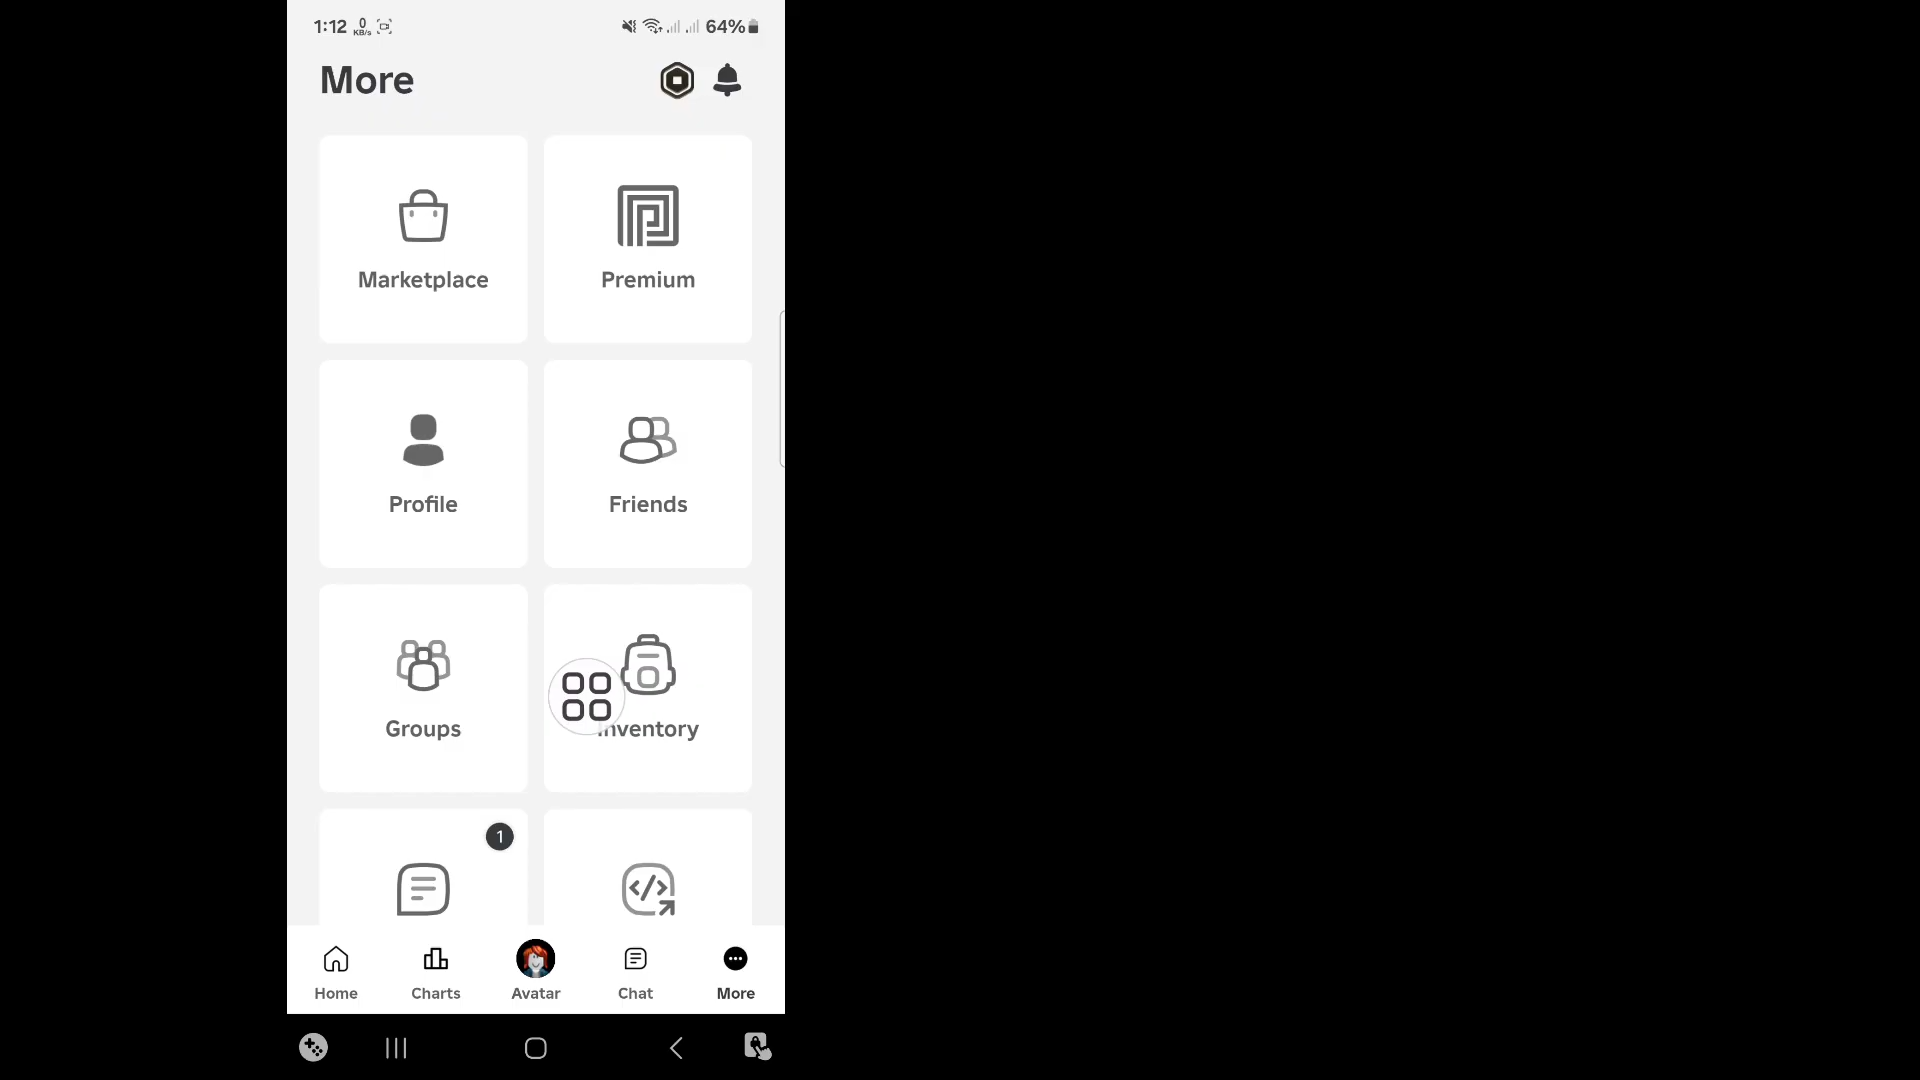 1:12 0 KB/s 64%
More
Marketplace Premium
Profile Friends
Groups Inventory
1
Home Charts Avatar Chat More